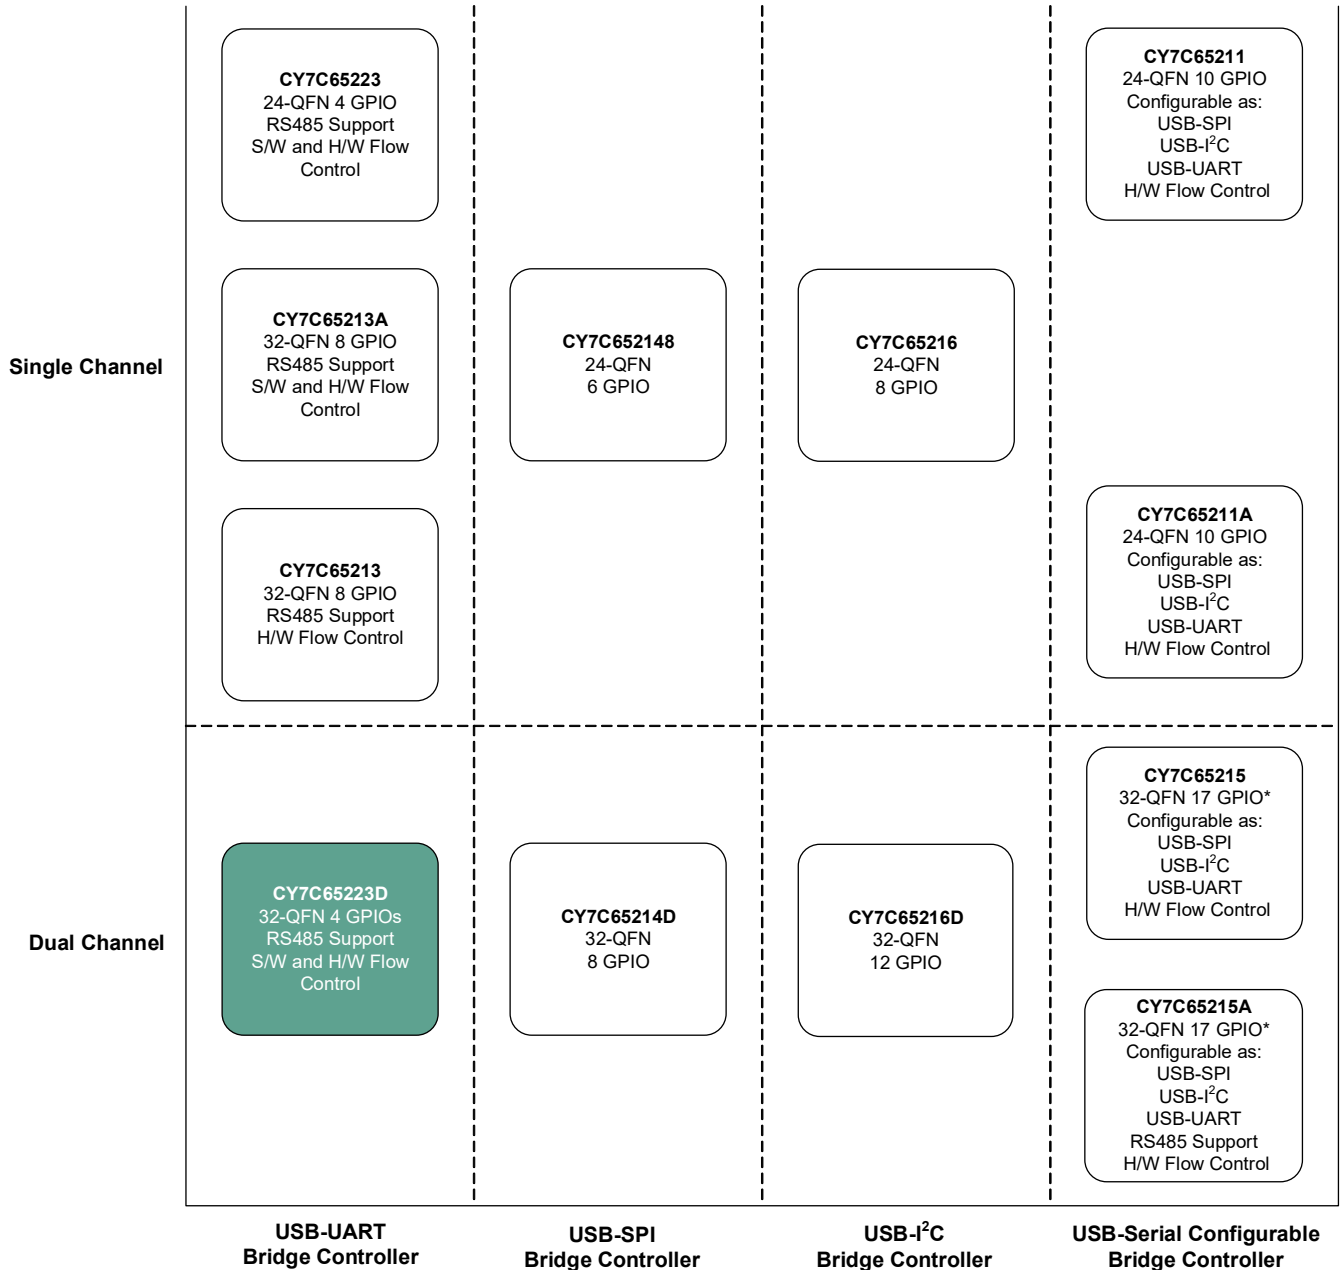 CY7C65223
24-QFN 4 GPIO
RS485 Support
S/W and H/W Flow
Control
CY7C65211
24-QFN 10 GPIO
Configurable as:
USB-SPI
USB-I²C
USB-UART
H/W Flow Control
Single Channel
CY7C65213A
32-QFN 8 GPIO
RS485 Support
S/W and H/W Flow
Control
CY7C652148
24-QFN
6 GPIO
CY7C65216
24-QFN
8 GPIO
CY7C65213
32-QFN 8 GPIO
RS485 Support
H/W Flow Control
CY7C65211A
24-QFN 10 GPIO
Configurable as:
USB-SPI
USB-I²C
USB-UART
H/W Flow Control
Dual Channel
CY7C65223D
32-QFN 4 GPIOs
RS485 Support
S/W and H/W Flow
Control
CY7C65214D
32-QFN
8 GPIO
CY7C65216D
32-QFN
12 GPIO
CY7C65215
32-QFN 17 GPIO*
Configurable as:
USB-SPI
USB-I²C
USB-UART
H/W Flow Control
CY7C65215A
32-QFN 17 GPIO*
Configurable as:
USB-SPI
USB-I²C
USB-UART
RS485 Support
H/W Flow Control
USB-UART
Bridge Controller
USB-SPI
Bridge Controller
USB-I²C
Bridge Controller
USB-Serial Configurable
Bridge Controller